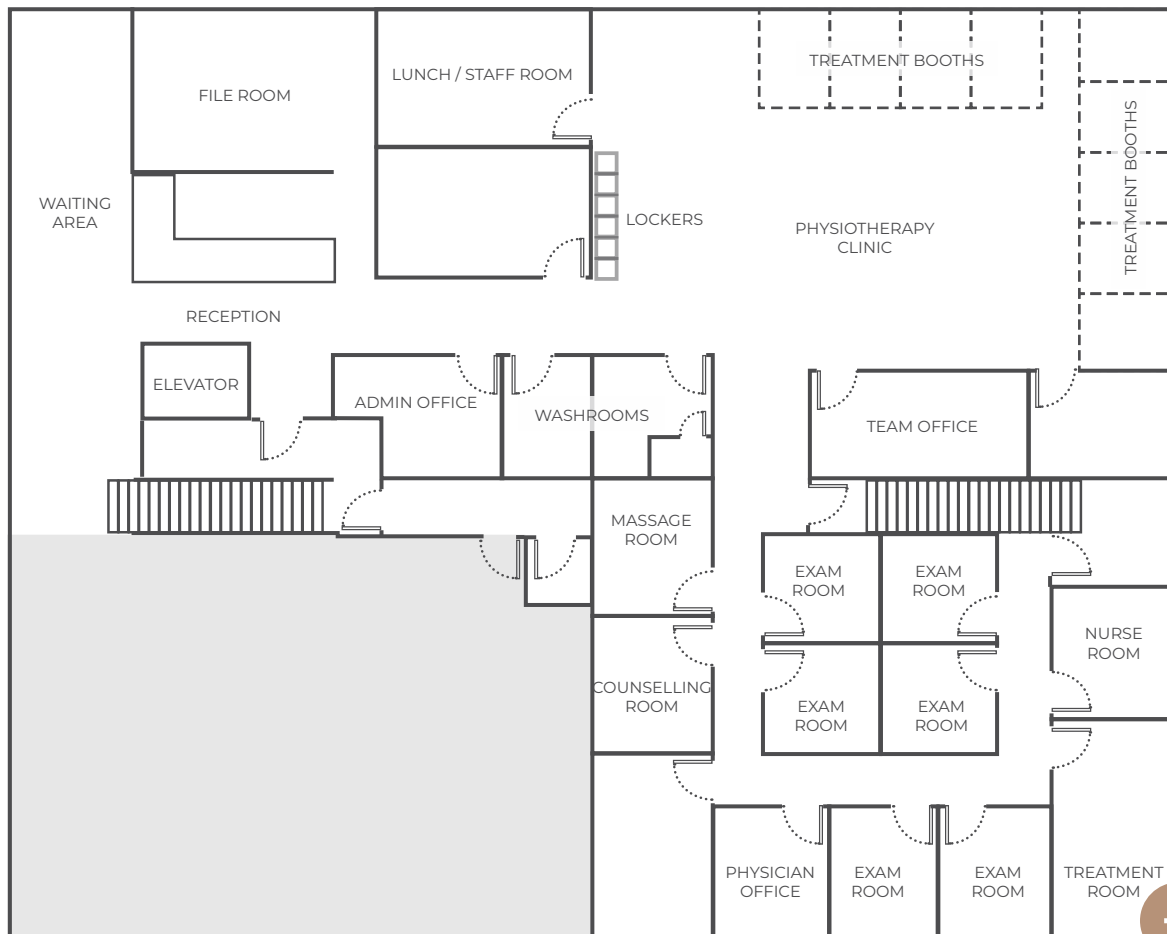 LUNCH / STAFF ROOM
TREATMENT BOOTHS
FILE ROOM
TREATMENT BOOTHS
WAITING
AREA
LOCKERS
PHYSIOTHERAPY
CLINIC
RECEPTION
ELEVATOR
ADMIN OFFICE
WASHROOMS
TEAM OFFICE
MASSAGE
ROOM
EXAM
ROOM
EXAM
ROOM
NURSE
ROOM
COUNSELLING
ROOM
EXAM
ROOM
EXAM
ROOM
PHYSICIAN
OFFICE
EXAM
ROOM
EXAM
ROOM
TREATMENT
ROOM